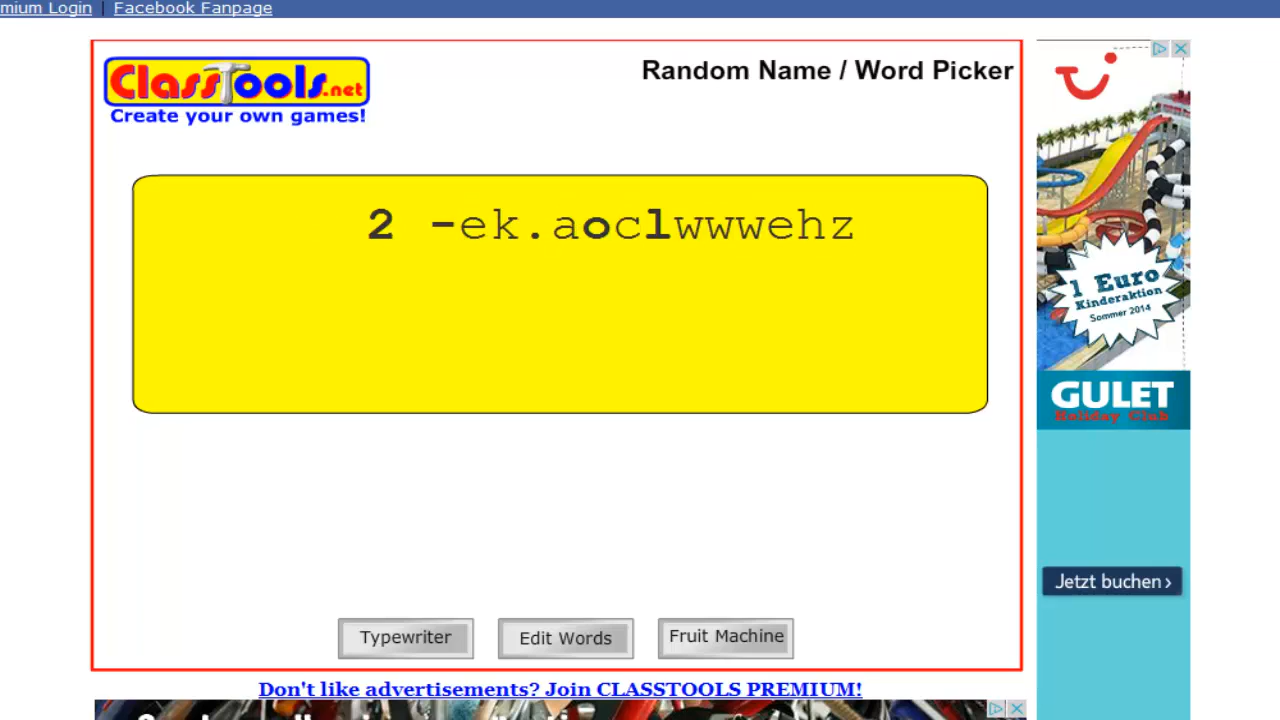 mium Login | Facebook Fanpage
ClassTools.net
Create your own games!
Random Name / Word Picker
2 -ek.aoclwwwehz
1 Euro
Kinderaktion
Sommer 2014
GULET
Holiday Club
Jetzt buchen ›
Typewriter
Edit Words
Fruit Machine
Don't like advertisements? Join CLASSTOOLS PREMIUM!